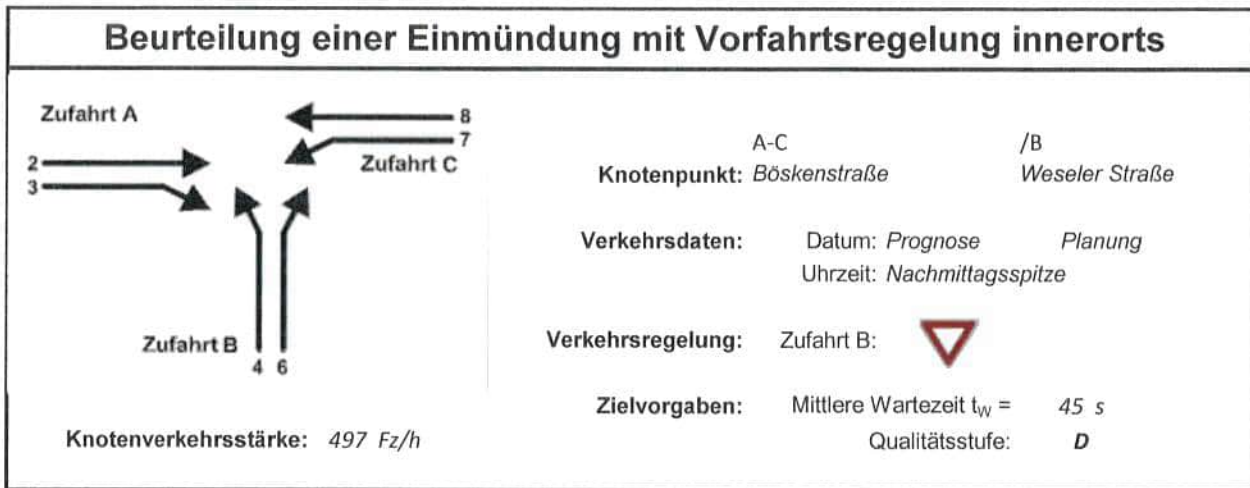 Beurteilung einer Einmündung mit Vorfahrtsregelung innerorts
Zufahrt A
8
7
2
Zufahrt C
3
Zufahrt B
4 6
Knotenverkehrsstärke: 497 Fz/h
A-C /B
Knotenpunkt: Böskenstraße Weseler Straße
Verkehrsdaten: Datum: Prognose Planung
Uhrzeit: Nachmittagsspitze
Verkehrsregelung: Zufahrt B:
Zielvorgaben: Mittlere Wartezeit tW = 45 s
Qualitätsstufe: D